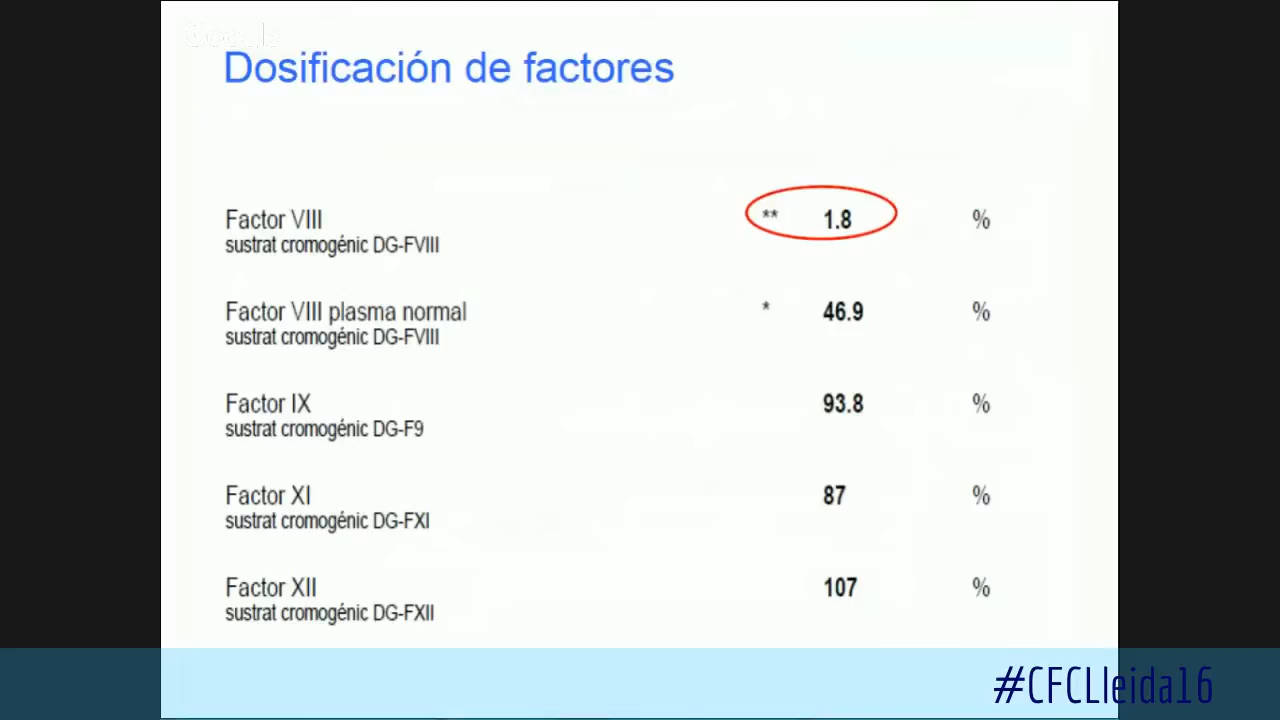 Dosificación de factores
Factor VIII ** 1.8 %
sustrat cromogénic DG-FVIII
Factor VIII plasma normal * 46.9 %
sustrat cromogénic DG-FVIII
Factor IX 93.8 %
sustrat cromogénic DG-F9
Factor XI 87 %
sustrat cromogénic DG-FXI
Factor XII 107 %
sustrat cromogénic DG-FXII
#CFCLleida16